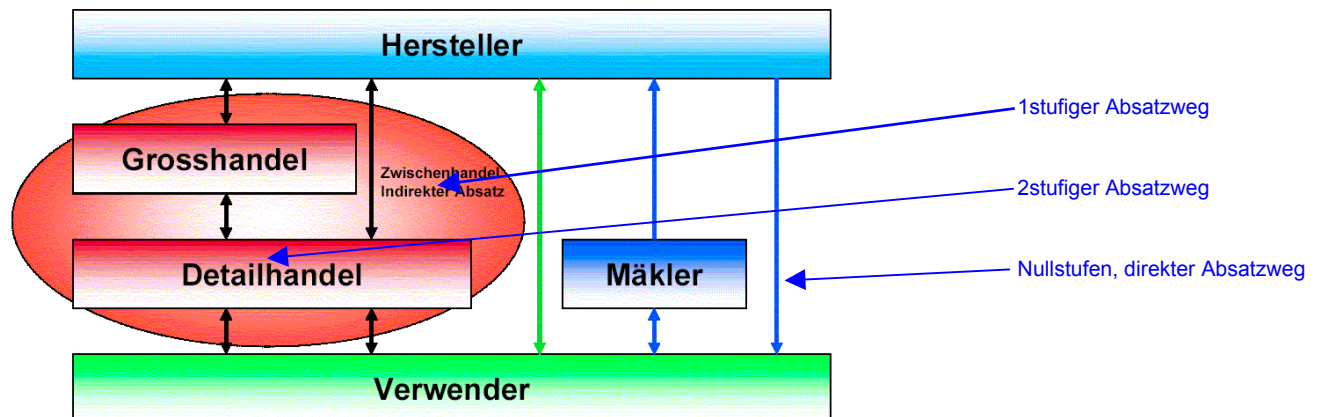 Hersteller
1stufiger Absatzweg
Grosshandel
Zwischenhandel
Indirekter Absatz
2stufiger Absatzweg
Detailhandel
Mäkler
Nullstufen, direkter Absatzweg
Verwender